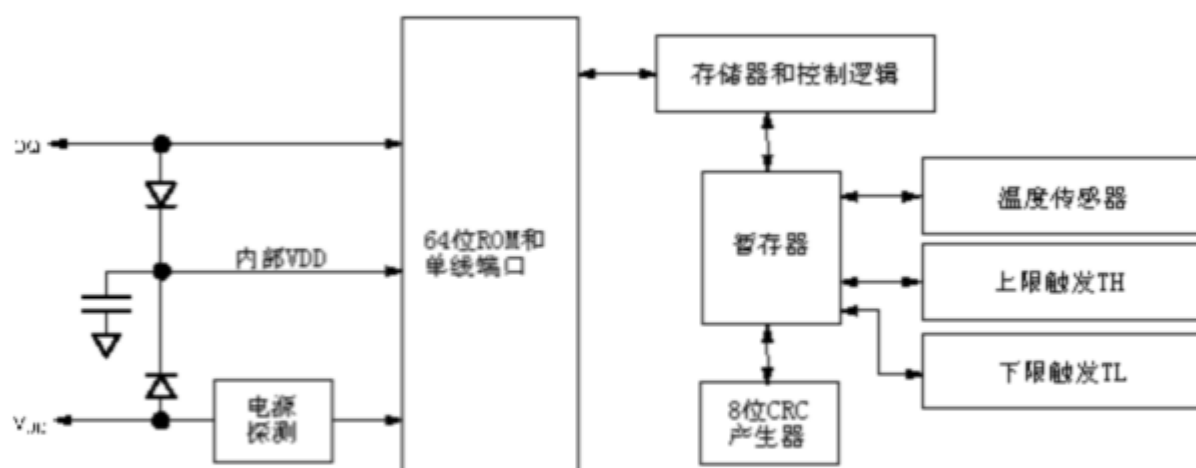 存储器和控制逻辑
DQ
温度传感器
64位ROM和
单线端口
暂存器
内部VDD
上限触发TH
下限触发TL
电源
探测
8位CRC
产生器